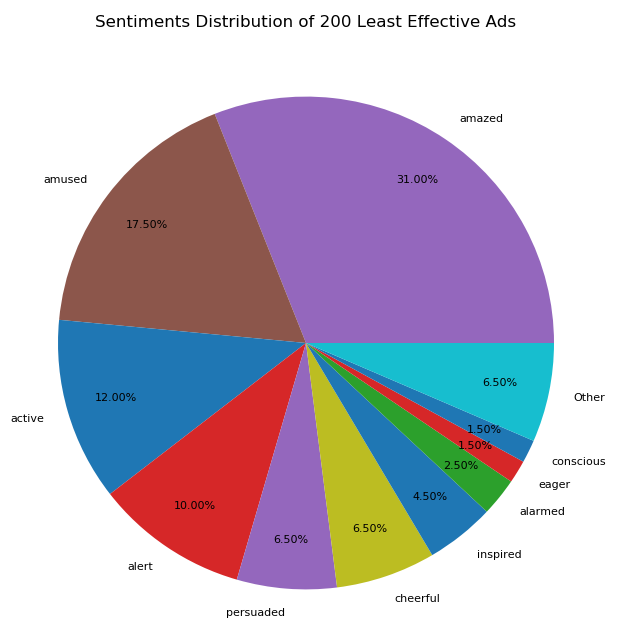 Sentiments Distribution of 200 Least Effective Ads
amazed
31.00%
amused
17.50%
active
12.00%
alert
10.00%
persuaded
6.50%
cheerful
6.50%
inspired
4.50%
alarmed
2.50%
eager
1.50%
conscious
1.50%
Other
6.50%